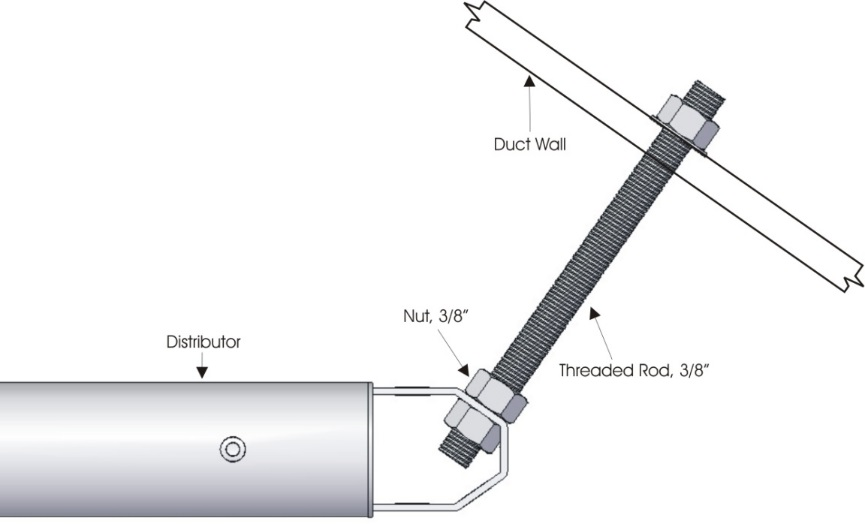 Duct Wall
Nut, 3/8”
Distributor
Threaded Rod, 3/8”